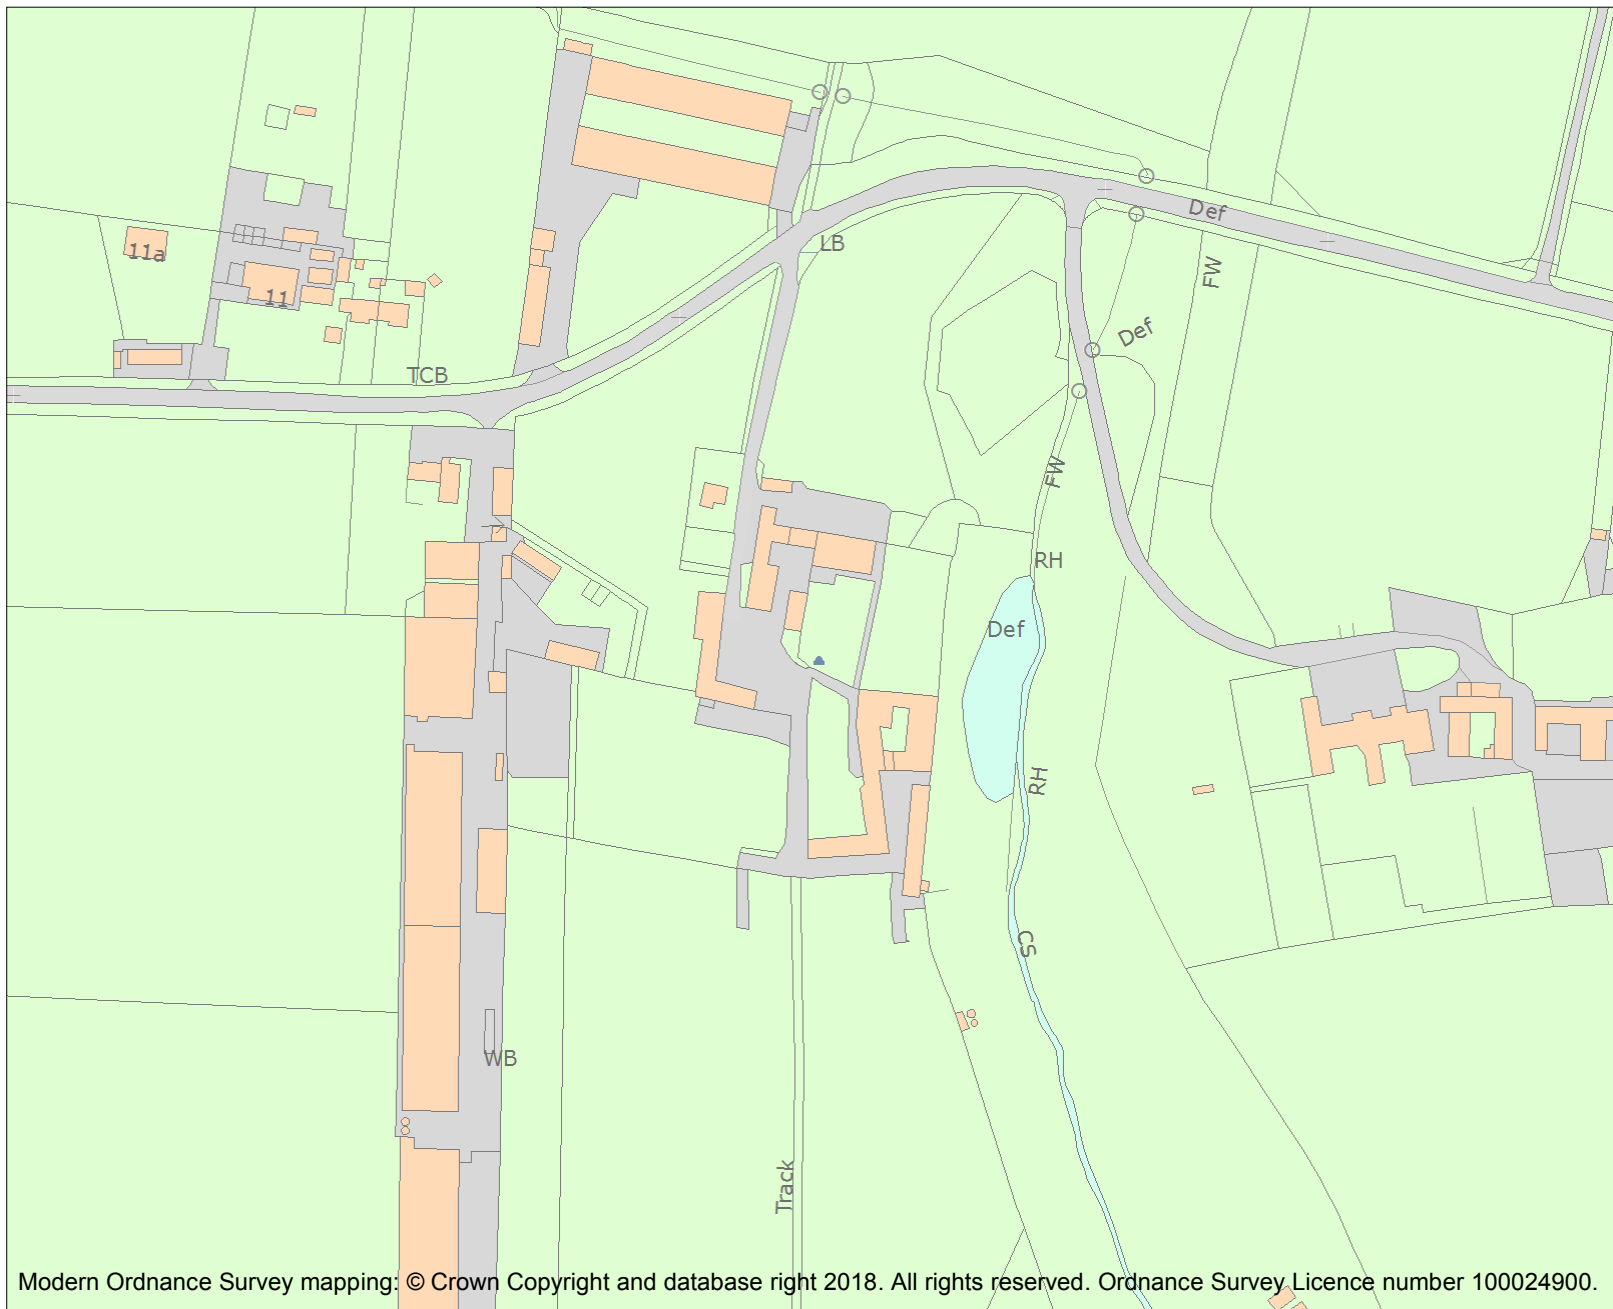 Def
LB
11a
FW
11
Def
TCB
FW
RH
Def
RH
CS
WB
Track
Modern Ordnance Survey mapping: © Crown Copyright and database right 2018. All rights reserved. Ordnance Survey Licence number 100024900.